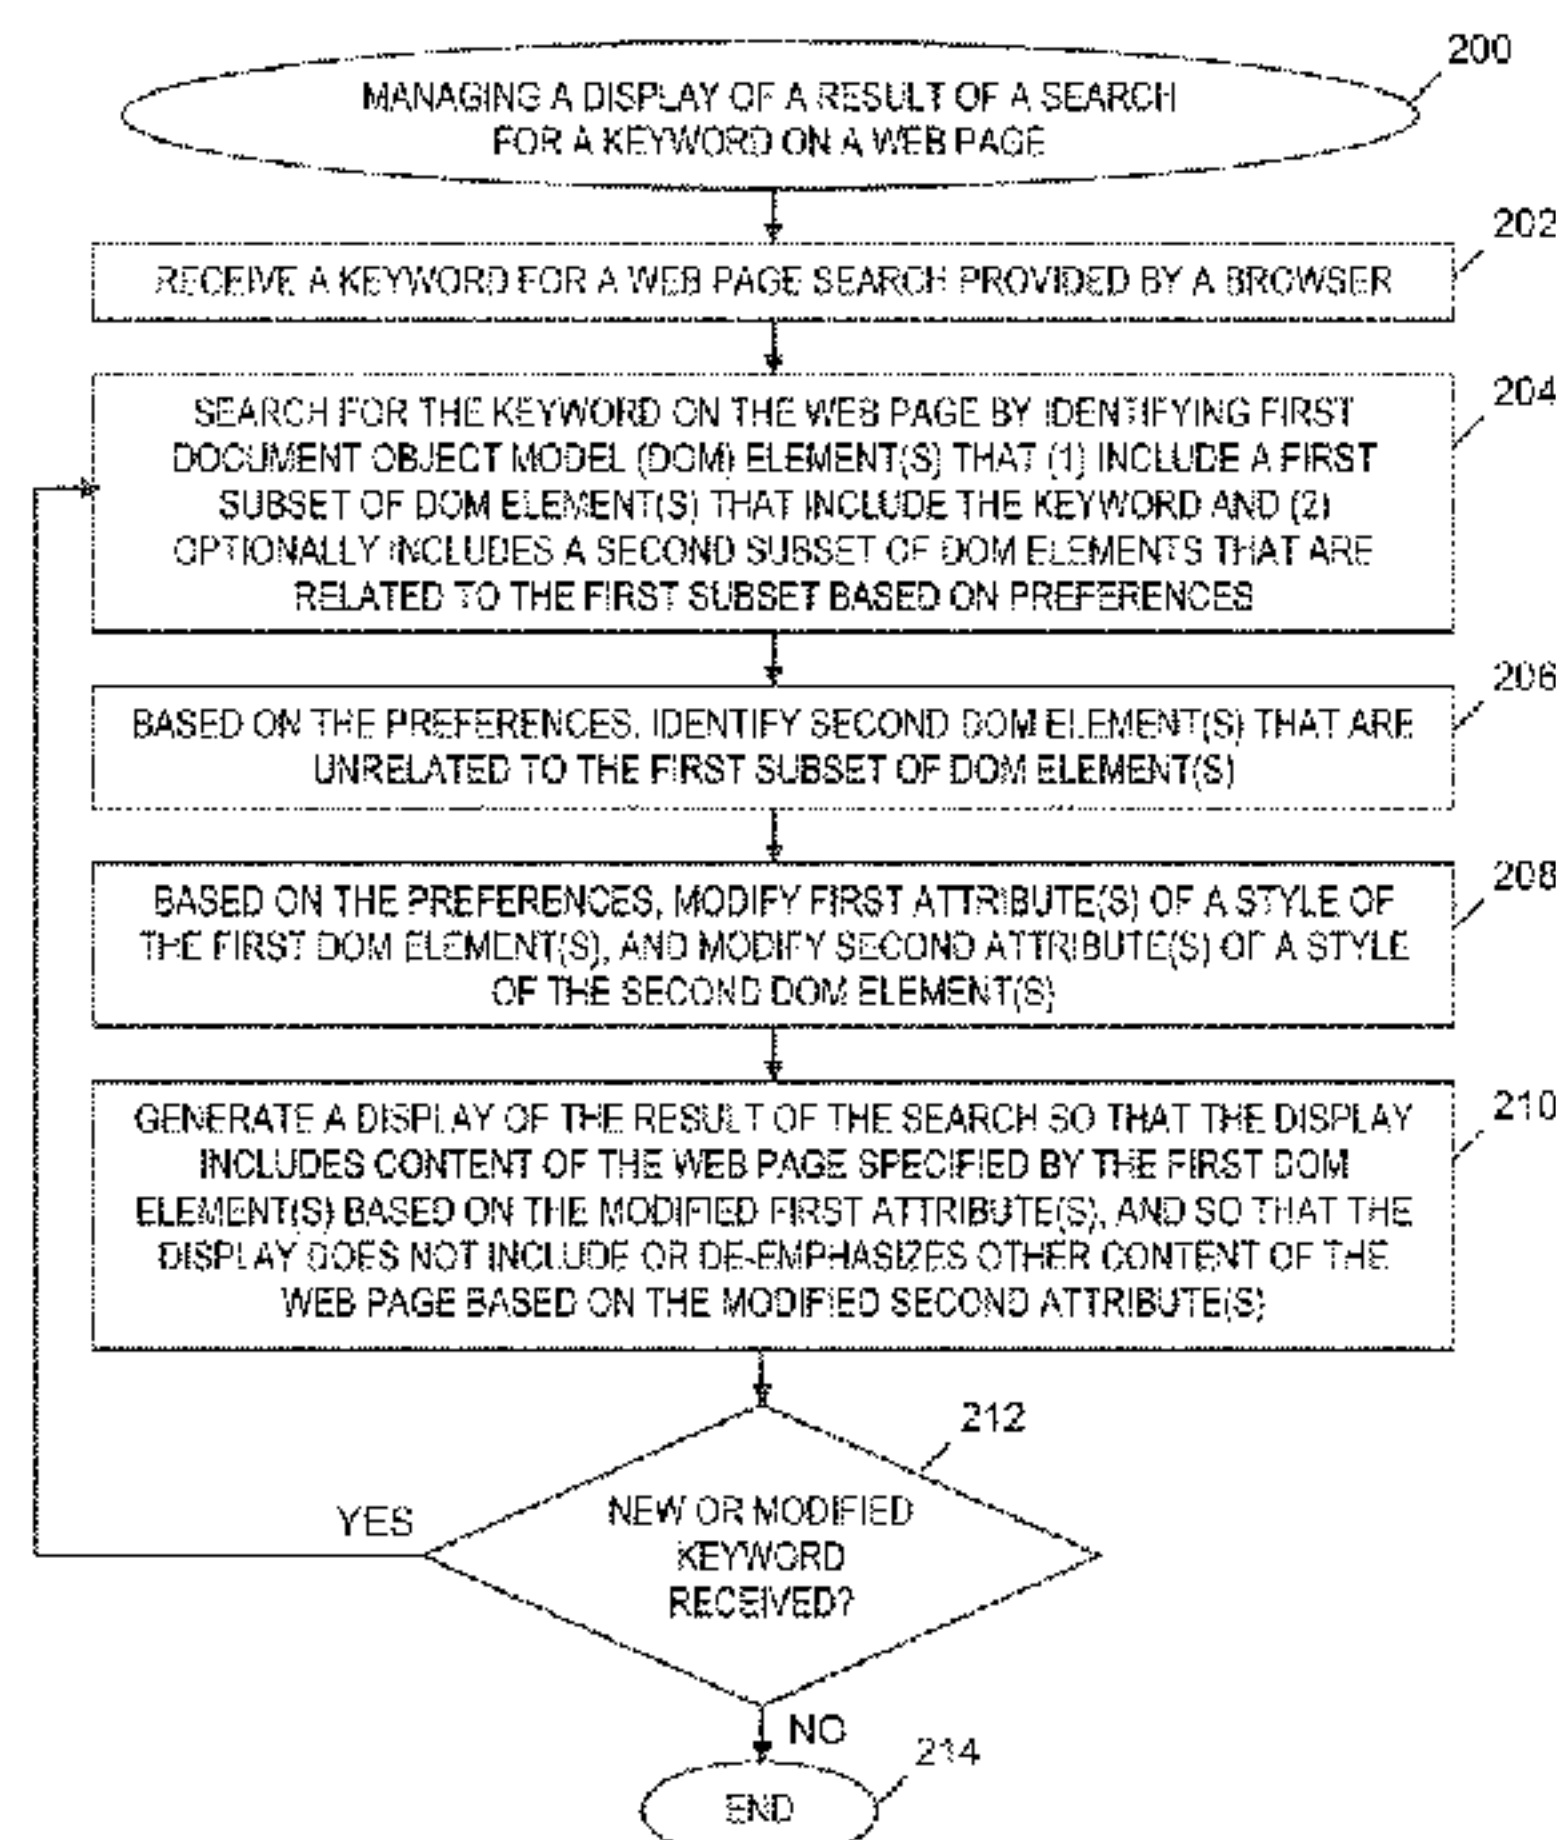 200
MANAGING A DISPLAY OF A RESULT OF A SEARCH
FOR A KEYWORD ON A WEB PAGE
202
RECEIVE A KEYWORD FOR A WEB PAGE SEARCH PROVIDED BY A BROWSER
204
SEARCH FOR THE KEYWORD ON THE WEB PAGE BY IDENTIFYING FIRST
DOCUMENT OBJECT MODEL (DOM) ELEMENT(S) THAT (1) INCLUDE A FIRST
SUBSET OF DOM ELEMENT(S) THAT INCLUDE THE KEYWORD AND (2)
OPTIONALLY INCLUDES A SECOND SUBSET OF DOM ELEMENTS THAT ARE
RELATED TO THE FIRST SUBSET BASED ON PREFERENCES
206
BASED ON THE PREFERENCES, IDENTIFY SECOND DOM ELEMENT(S) THAT ARE
UNRELATED TO THE FIRST SUBSET OF DOM ELEMENT(S)
208
BASED ON THE PREFERENCES, MODIFY FIRST ATTRIBUTE(S) OF A STYLE OF
THE FIRST DOM ELEMENT(S), AND MODIFY SECOND ATTRIBUTE(S) OF A STYLE
OF THE SECOND DOM ELEMENT(S)
210
GENERATE A DISPLAY OF THE RESULT OF THE SEARCH SO THAT THE DISPLAY
INCLUDES CONTENT OF THE WEB PAGE SPECIFIED BY THE FIRST DOM
ELEMENT(S) BASED ON THE MODIFIED FIRST ATTRIBUTE(S), AND SO THAT THE
DISPLAY DOES NOT INCLUDE OR DE-EMPHASIZES OTHER CONTENT OF THE
WEB PAGE BASED ON THE MODIFIED SECOND ATTRIBUTE(S)
212
NEW OR MODIFIED
KEYWORD
RECEIVED?
YES
NO
214
END